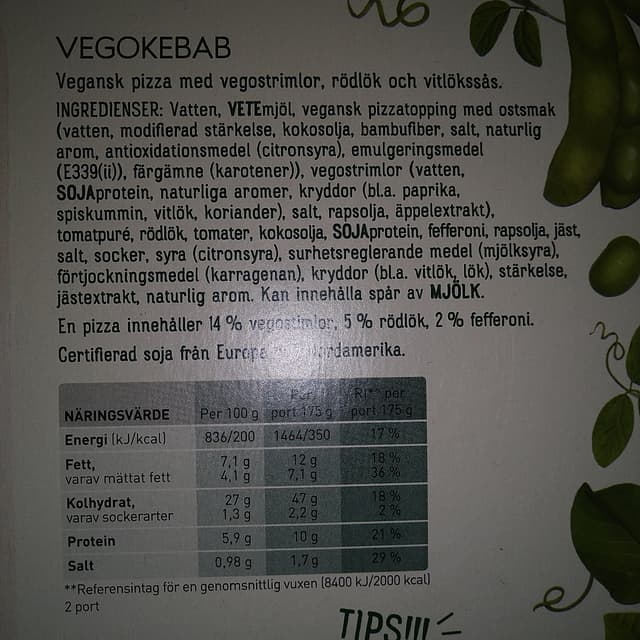 VEGOKEBAB
Vegansk pizza med vegostrimlor, rödlök och vitlökssås.
INGREDIENSER: Vatten, VETEmjöl, vegansk pizzatopping med ostsmak
(vatten, modifierad stärkelse, kokosolja, bambufiber, salt, naturlig
arom, antioxidationsmedel (citronsyra), emulgeringsmedel
(E339(ii)), färgämne (karotener)), vegostrimlor (vatten,
SOJAprotein, naturliga aromer, kryddor (bl.a. paprika,
spiskummin, vitlök, koriander), salt, rapsolja, äppelextrakt),
tomatpuré, rödlök, tomater, kokosolja, SOJAprotein, fefferoni, rapsolja, jäst,
salt, socker, syra (citronsyra), surhetsreglerande medel (mjölksyra),
förtjockningsmedel (karragenan), kryddor (bl.a. vitlök, lök), stärkelse,
jästextrakt, naturlig arom. Kan innehålla spår av MJÖLK.
En pizza innehåller 14 % vegostimlor, 5 % rödlök, 2 % fefferoni.
Certifierad soja från Europa Nordamerika.
NÄRINGSVÄRDE Per 100 g Per port 175 g RI** per port 175 g
Energi (kJ/kcal) 836/200 1464/350 17 %
Fett, 7,1 g 12 g 18 %
varav mättat fett 4,1 g 7,1 g 36 %
Kolhydrat, 27 g 47 g 18 %
varav sockerarter 1,3 g 2,2 g 2 %
Protein 5,9 g 10 g 21 %
Salt 0,98 g 1,7 g 29 %
**Referensintag för en genomsnittlig vuxen (8400 kJ/2000 kcal)
2 port
TIPS!!!